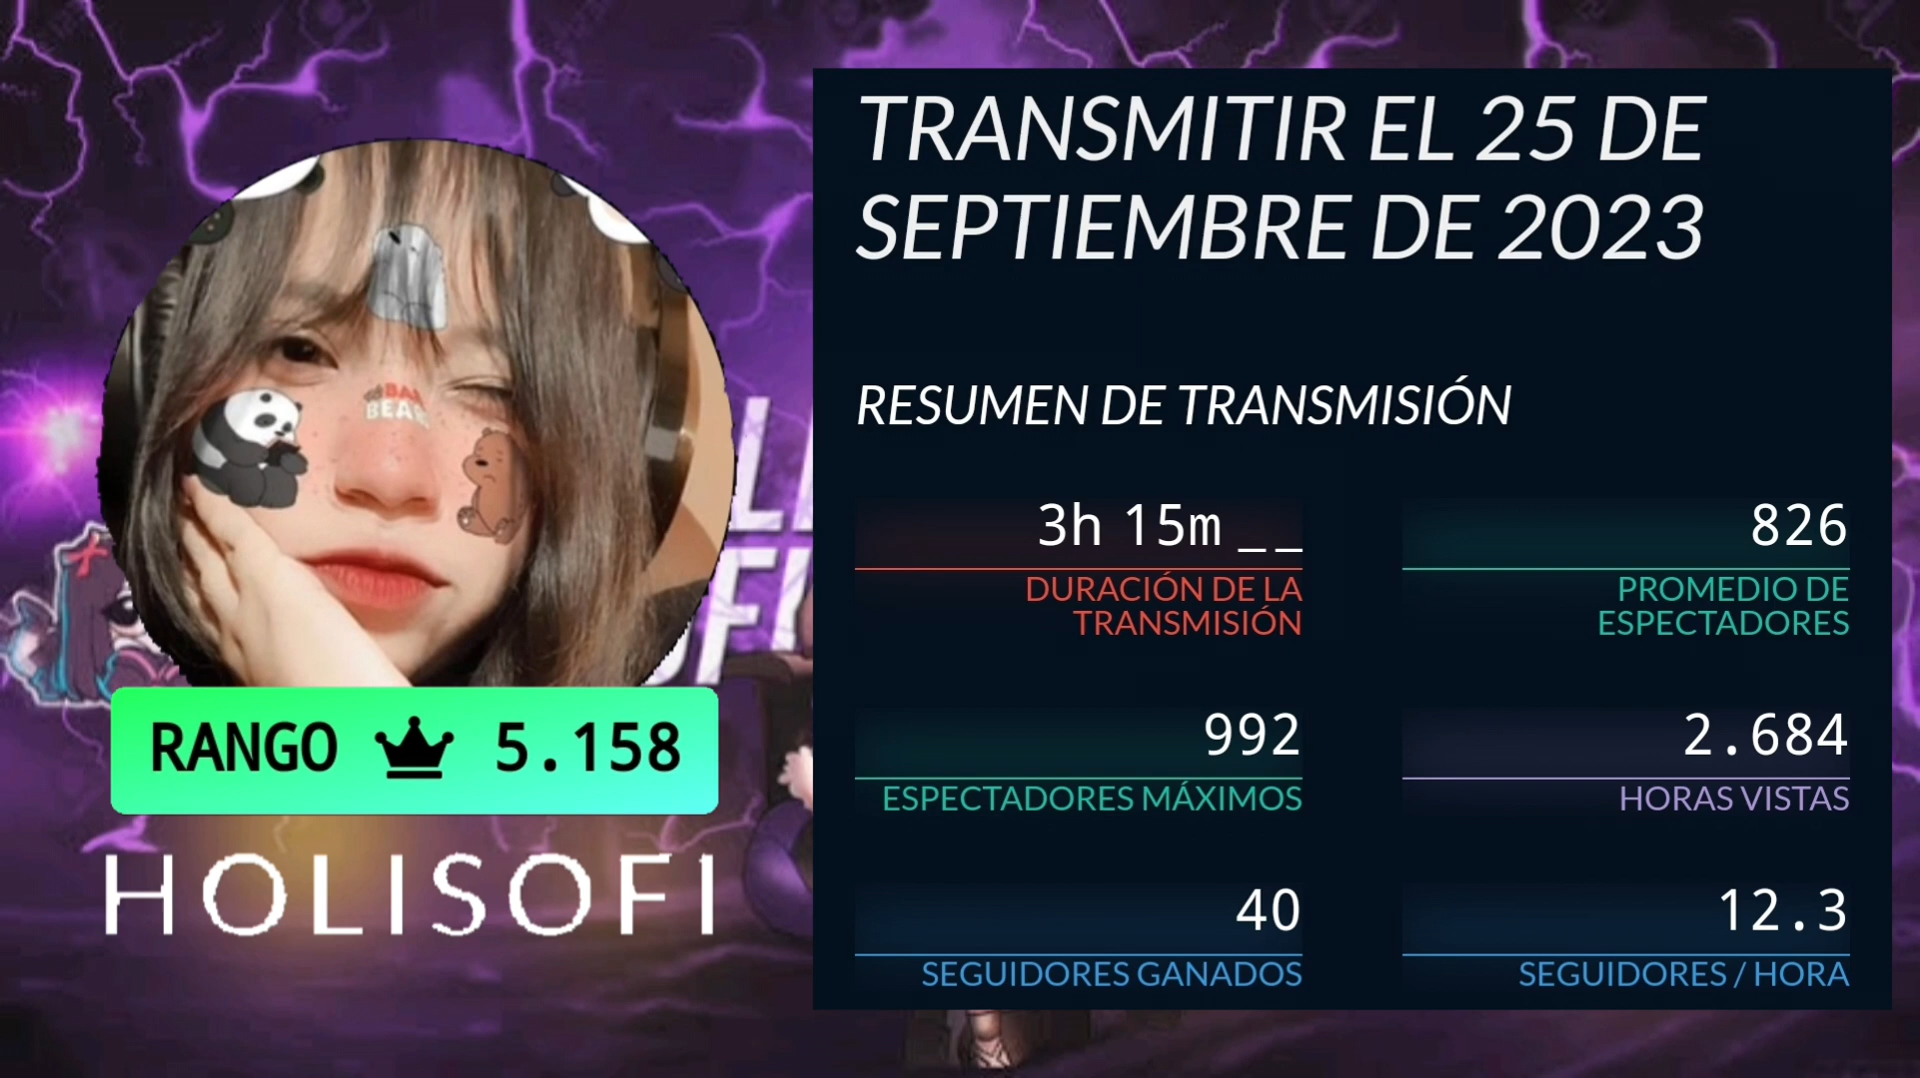 TRANSMITIR EL 25 DE
SEPTIEMBRE DE 2023
RESUMEN DE TRANSMISIÓN
3h 15m _ _
DURACIÓN DE LA
TRANSMISIÓN
826
PROMEDIO DE
ESPECTADORES
992
ESPECTADORES MÁXIMOS
2.684
HORAS VISTAS
40
SEGUIDORES GANADOS
12.3
SEGUIDORES / HORA
BEAR
RANGO 5.158
HOLISOFI